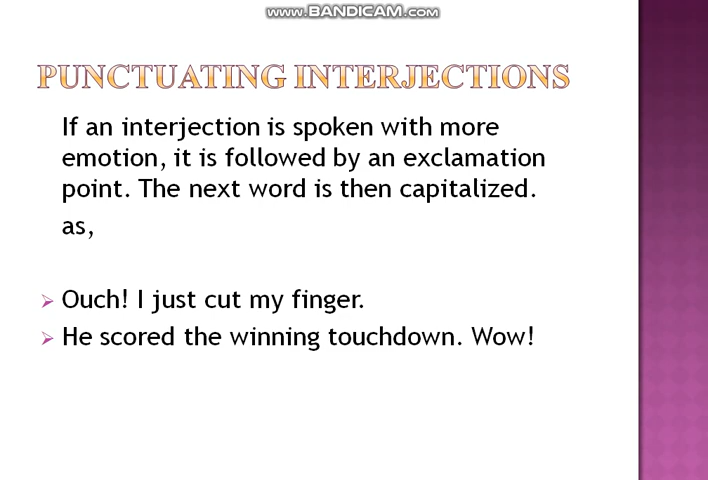 www.BANDICAM.com
PUNCTUATING INTERJECTIONS
If an interjection is spoken with more
emotion, it is followed by an exclamation
point. The next word is then capitalized.
as,
Ouch! I just cut my finger.
He scored the winning touchdown. Wow!